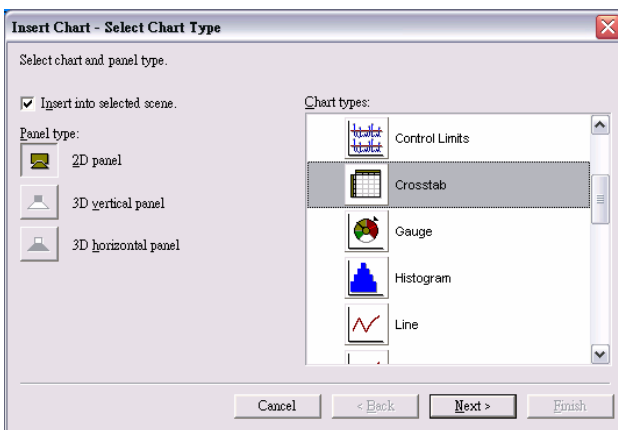 Insert Chart - Select Chart Type
Select chart and panel type.
Insert into selected scene.
Panel type:
2D panel
3D vertical panel
3D horizontal panel
Chart types:
Control Limits
Crosstab
Gauge
Histogram
Line
Cancel
< Back
Next >
Finish